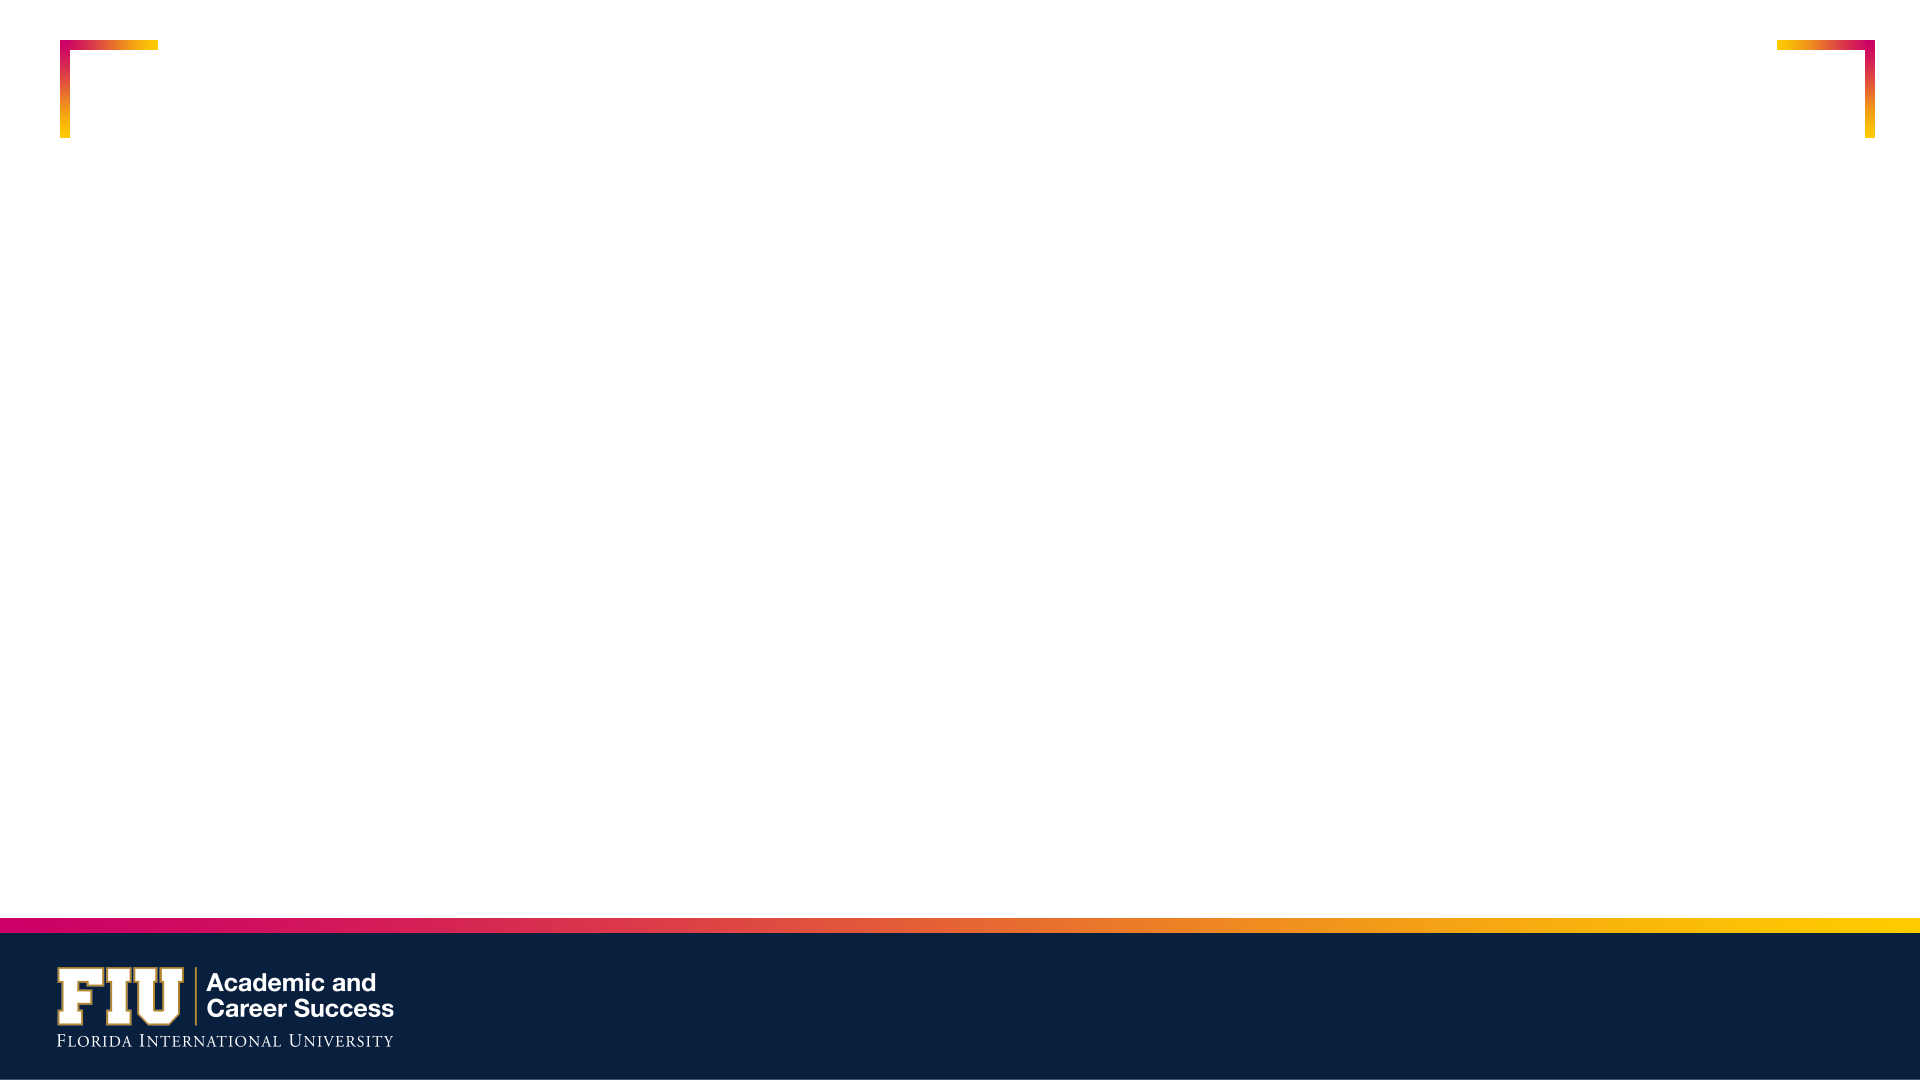 FIU
Academic and
Career Success
FLORIDA INTERNATIONAL UNIVERSITY